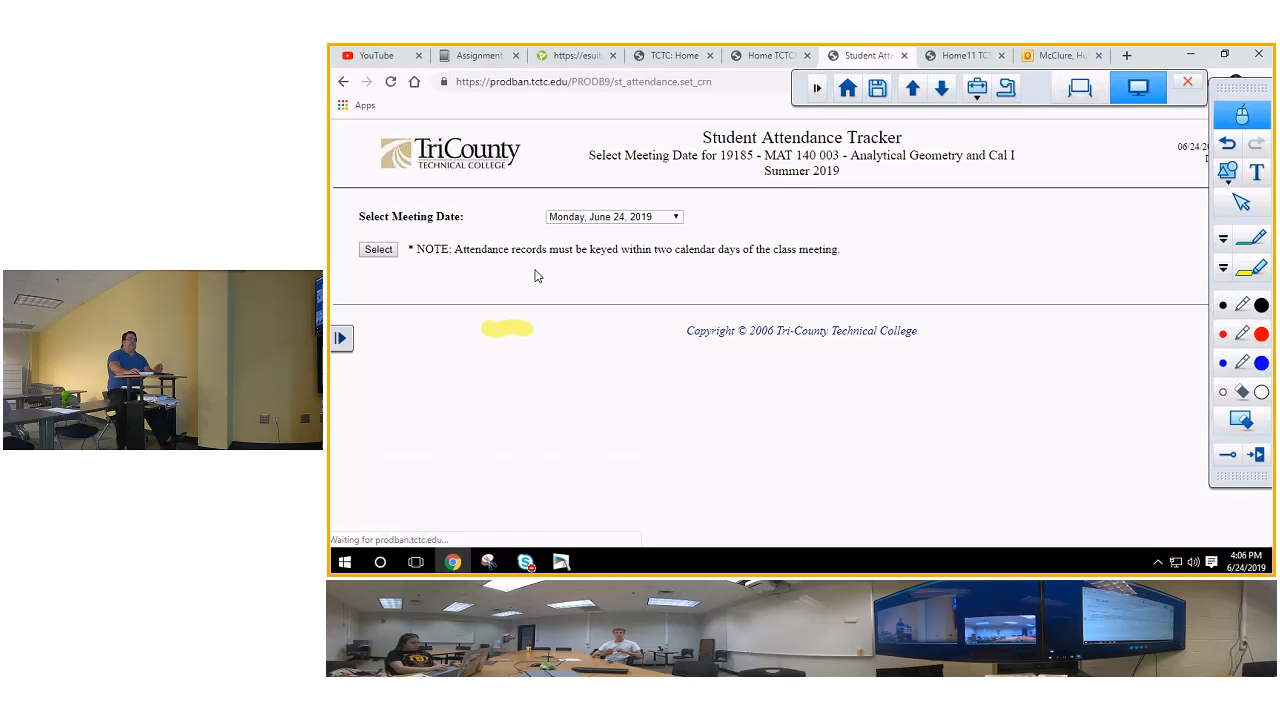 YouTube
Assignment
https://esuit
TCTC: Home
Home TCTC
Student Atte
Home11 TCT
McClure, Hu
https://prodban.tctc.edu/PRODB9/st_attendance.set_crn
Apps
TriCounty
TECHNICAL COLLEGE
Student Attendance Tracker
Select Meeting Date for 19185 - MAT 140 003 - Analytical Geometry and Cal I
Summer 2019
06/24/20
Select Meeting Date:
Monday, June 24, 2019
Select
* NOTE: Attendance records must be keyed within two calendar days of the class meeting.
Copyright © 2006 Tri-County Technical College
Waiting for prodban.tctc.edu...
T
4:06 PM
6/24/2019